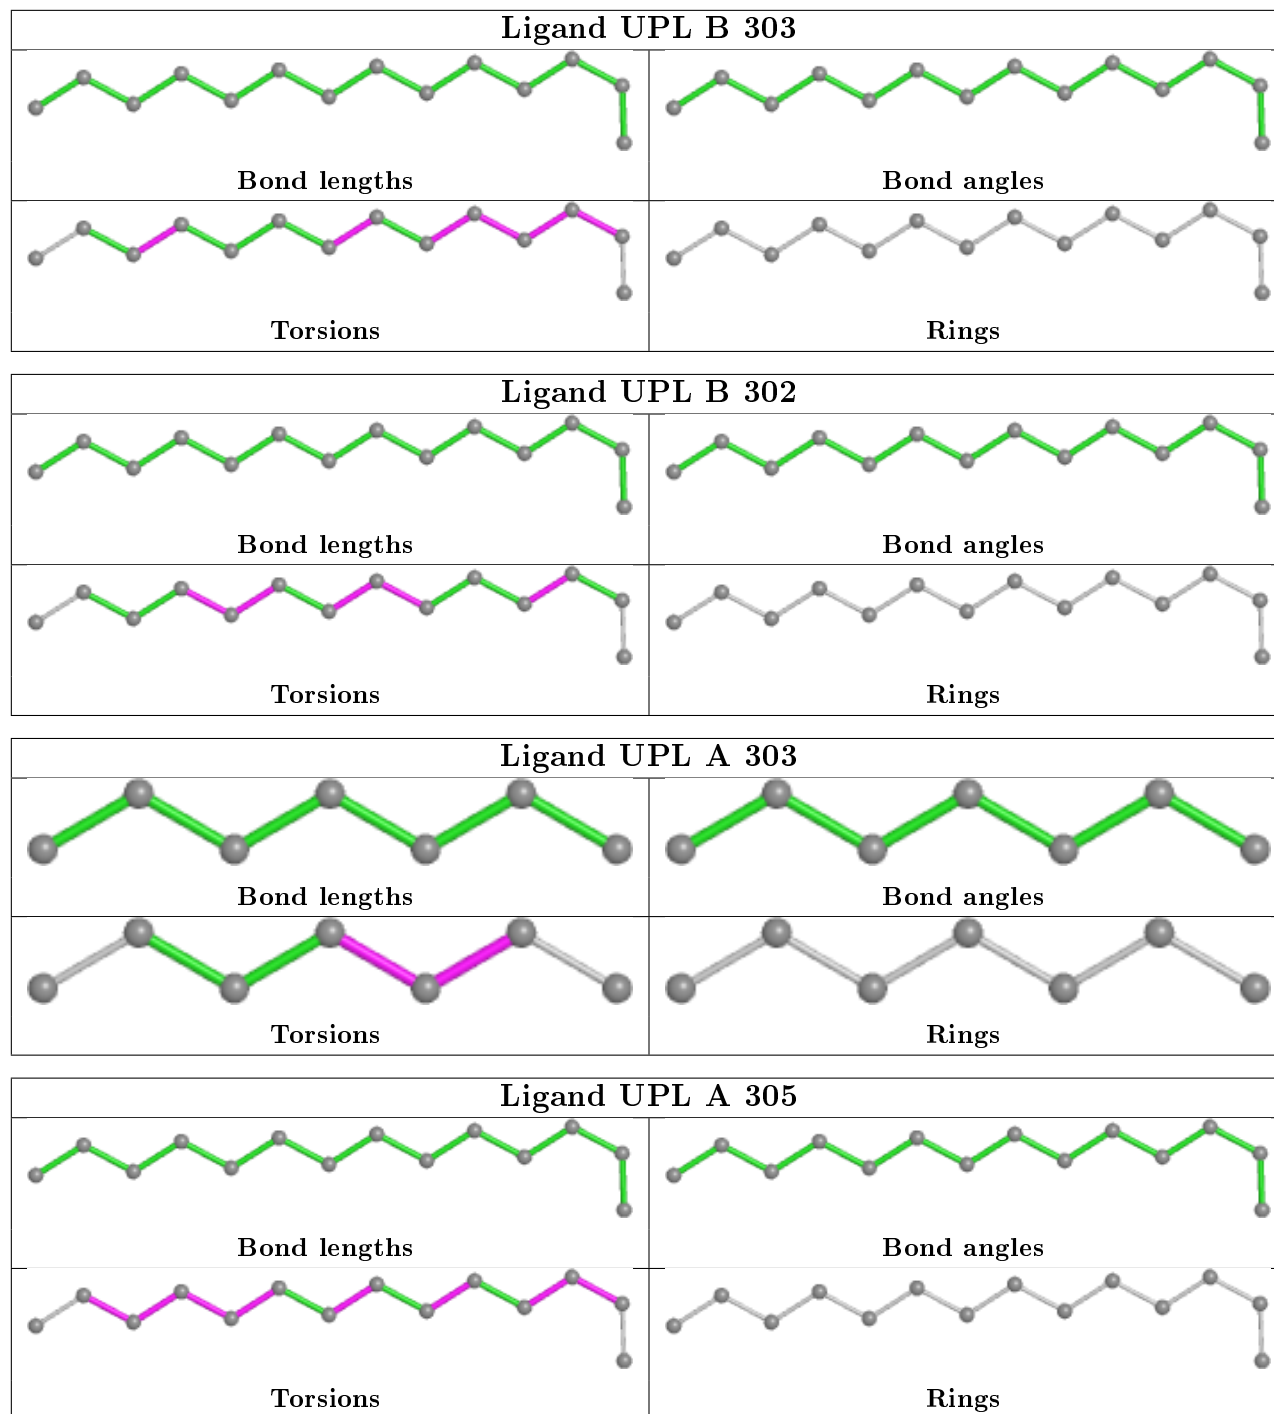 Ligand UPL B 303
Bond lengths
Bond angles
Torsions
Rings
Ligand UPL B 302
Bond lengths
Bond angles
Torsions
Rings
Ligand UPL A 303
Bond lengths
Bond angles
Torsions
Rings
Ligand UPL A 305
Bond lengths
Bond angles
Torsions
Rings